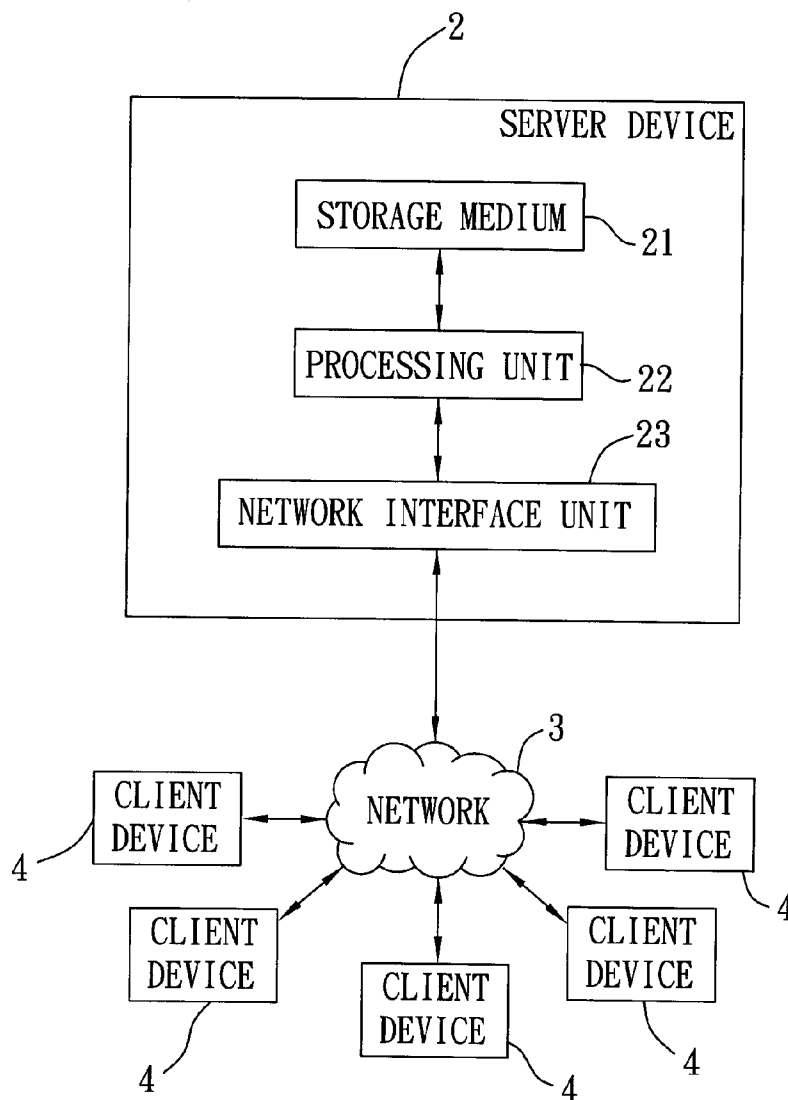 2
SERVER DEVICE
STORAGE MEDIUM
21
PROCESSING UNIT
22
23
NETWORK INTERFACE UNIT
3
NETWORK
CLIENT
DEVICE
4
CLIENT
DEVICE
4
CLIENT
DEVICE
4
CLIENT
DEVICE
4
CLIENT
DEVICE
4